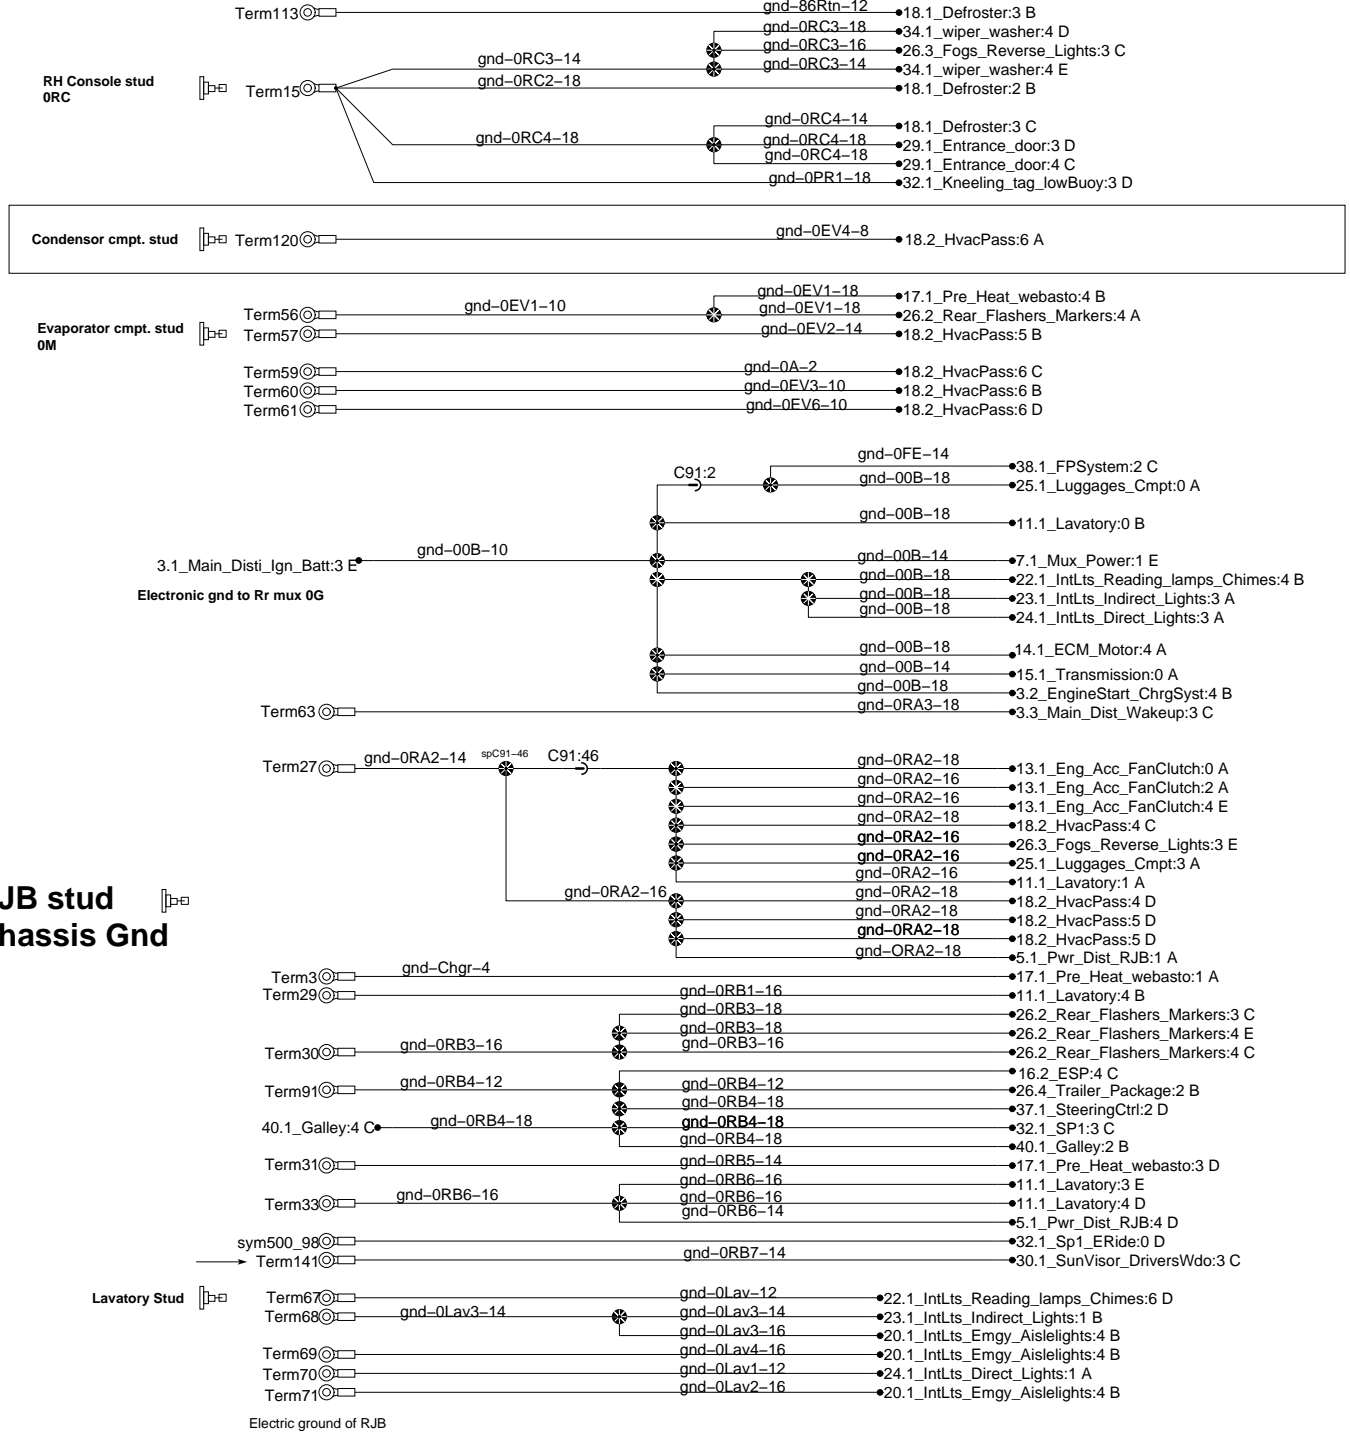 gnd–86Rtn–12
Term113
18.1_Defroster:3 B
gnd–0RC3–18
34.1_wiper_washer:4 D
gnd–0RC3–16
26.3_Fogs_Reverse_Lights:3 C
gnd–0RC3–14
gnd–0RC3–14
34.1_wiper_washer:4 E
RH Console stud
0RC
Term15
gnd–0RC2–18
18.1_Defroster:2 B
gnd–0RC4–14
18.1_Defroster:3 C
gnd–0RC4–18
gnd–0RC4–18
29.1_Entrance_door:3 D
gnd–0RC4–18
29.1_Entrance_door:4 C
gnd–0PR1–18
32.1_Kneeling_tag_lowBuoy:3 D
Condensor cmpt. stud
Term120
gnd–0EV4–8
18.2_HvacPass:6 A
gnd–0EV1–18
17.1_Pre_Heat_webasto:4 B
Term56
gnd–0EV1–10
gnd–0EV1–18
26.2_Rear_Flashers_Markers:4 A
Evaporator cmpt. stud
0M
Term57
gnd–0EV2–14
18.2_HvacPass:5 B
Term59
gnd–0A–2
18.2_HvacPass:6 C
Term60
gnd–0EV3–10
18.2_HvacPass:6 B
Term61
gnd–0EV6–10
18.2_HvacPass:6 D
gnd–0FE–14
38.1_FPSystem:2 C
C91:2
gnd–00B–18
25.1_Luggages_Cmpt:0 A
gnd–00B–18
11.1_Lavatory:0 B
3.1_Main_Disti_Ign_Batt:3 E
gnd–00B–10
gnd–00B–14
7.1_Mux_Power:1 E
gnd–00B–18
22.1_IntLts_Reading_lamps_Chimes:4 B
Electronic gnd to Rr mux 0G
gnd–00B–18
23.1_IntLts_Indirect_Lights:3 A
gnd–00B–18
24.1_IntLts_Direct_Lights:3 A
gnd–00B–18
14.1_ECM_Motor:4 A
gnd–00B–14
15.1_Transmission:0 A
gnd–00B–18
3.2_EngineStart_ChrgSyst:4 B
Term63
gnd–0RA3–18
3.3_Main_Dist_Wakeup:3 C
Term27
gnd–0RA2–14
spC91–46
C91:46
gnd–0RA2–18
13.1_Eng_Acc_FanClutch:0 A
gnd–0RA2–16
13.1_Eng_Acc_FanClutch:2 A
gnd–0RA2–16
13.1_Eng_Acc_FanClutch:4 E
gnd–0RA2–18
18.2_HvacPass:4 C
gnd–0RA2–16
26.3_Fogs_Reverse_Lights:3 E
gnd–0RA2–16
25.1_Luggages_Cmpt:3 A
gnd–0RA2–16
11.1_Lavatory:1 A
JB stud
hassis Gnd
gnd–0RA2–16
gnd–0RA2–18
18.2_HvacPass:4 D
gnd–0RA2–18
18.2_HvacPass:5 D
gnd–0RA2–18
18.2_HvacPass:5 D
gnd–ORA2–18
5.1_Pwr_Dist_RJB:1 A
Term3
gnd–Chgr–4
17.1_Pre_Heat_webasto:1 A
Term29
gnd–0RB1–16
11.1_Lavatory:4 B
gnd–0RB3–18
26.2_Rear_Flashers_Markers:3 C
gnd–0RB3–18
26.2_Rear_Flashers_Markers:4 E
Term30
gnd–0RB3–16
gnd–0RB3–16
26.2_Rear_Flashers_Markers:4 C
16.2_ESP:4 C
Term91
gnd–0RB4–12
gnd–0RB4–12
26.4_Trailer_Package:2 B
gnd–0RB4–18
37.1_SteeringCtrl:2 D
40.1_Galley:4 C
gnd–0RB4–18
gnd–0RB4–18
32.1_SP1:3 C
gnd–0RB4–18
40.1_Galley:2 B
Term31
gnd–0RB5–14
17.1_Pre_Heat_webasto:3 D
gnd–0RB6–16
11.1_Lavatory:3 E
Term33
gnd–0RB6–16
gnd–0RB6–16
11.1_Lavatory:4 D
gnd–0RB6–14
5.1_Pwr_Dist_RJB:4 D
sym500_98
32.1_Sp1_ERide:0 D
Term141
gnd–0RB7–14
30.1_SunVisor_DriversWdo:3 C
Lavatory Stud
Term67
gnd–0Lav–12
22.1_IntLts_Reading_lamps_Chimes:6 D
Term68
gnd–0Lav3–14
gnd–0Lav3–14
23.1_IntLts_Indirect_Lights:1 B
gnd–0Lav3–16
20.1_IntLts_Emgy_Aislelights:4 B
Term69
gnd–0Lav4–16
20.1_IntLts_Emgy_Aislelights:4 B
Term70
gnd–0Lav1–12
24.1_IntLts_Direct_Lights:1 A
Term71
gnd–0Lav2–16
20.1_IntLts_Emgy_Aislelights:4 B
Electric ground of RJB